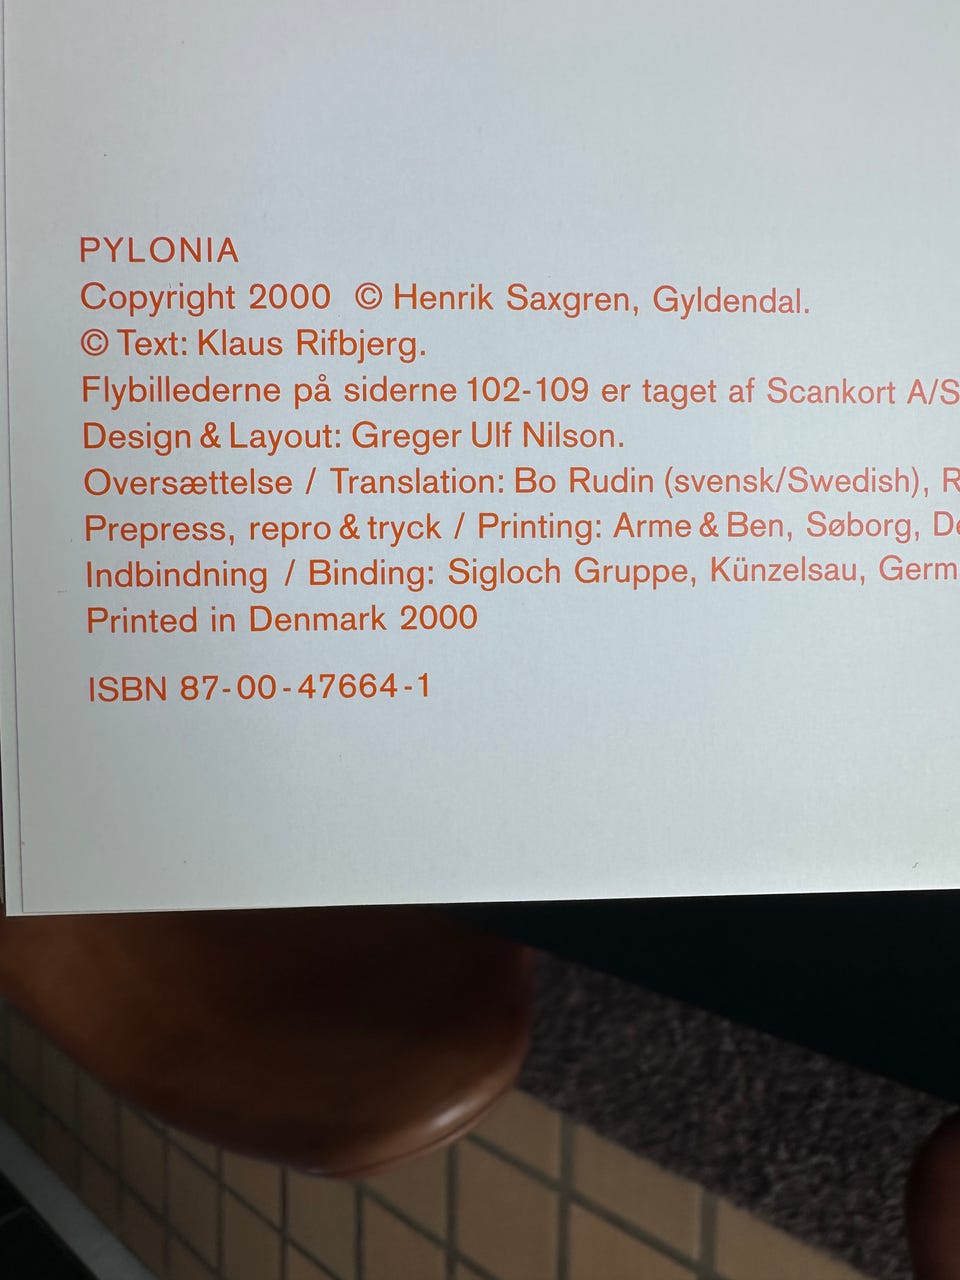 PYLONIA
Copyright 2000 © Henrik Saxgren, Gyldendal.
© Text: Klaus Rifbjerg.
Flybillederne på siderne 102-109 er taget af Scankort A/S
Design & Layout: Greger Ulf Nilson.
Oversættelse / Translation: Bo Rudin (svensk/Swedish),
Prepress, repro & tryck / Printing: Arme & Ben, Søborg,
Indbindning / Binding: Sigloch Gruppe, Künzelsau,
Printed in Denmark 2000
ISBN 87-00-47664-1